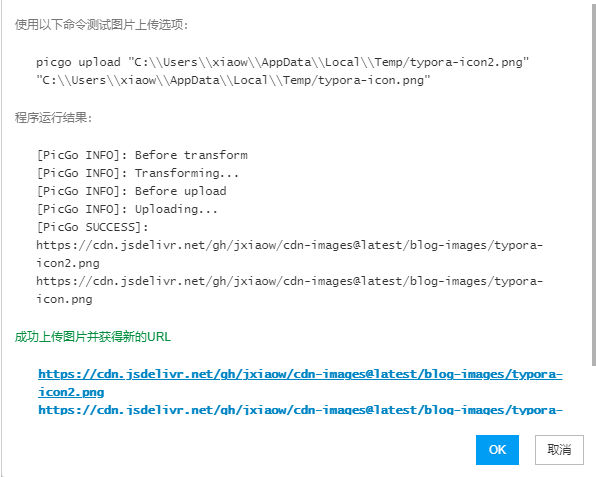 使用以下命令测试图片上传选项：
picgo upload "C:\\Users\\xiaow\\AppData\\Local\\Temp/typora-icon2.png"
"C:\\Users\\xiaow\\AppData\\Local\\Temp/typora-icon.png"
程序运行结果：
[PicGo INFO]: Before transform
[PicGo INFO]: Transforming...
[PicGo INFO]: Before upload
[PicGo INFO]: Uploading...
[PicGo SUCCESS]:
https://cdn.jsdelivr.net/gh/jxiaow/cdn-images@latest/blog-images/typora-
icon2.png
https://cdn.jsdelivr.net/gh/jxiaow/cdn-images@latest/blog-images/typora-
icon.png
成功上传图片并获得新的URL
https://cdn.jsdelivr.net/gh/jxiaow/cdn-images@latest/blog-images/typora-
icon2.png
https://cdn.jsdelivr.net/gh/jxiaow/cdn-images@latest/blog-images/typora-
OK
取消